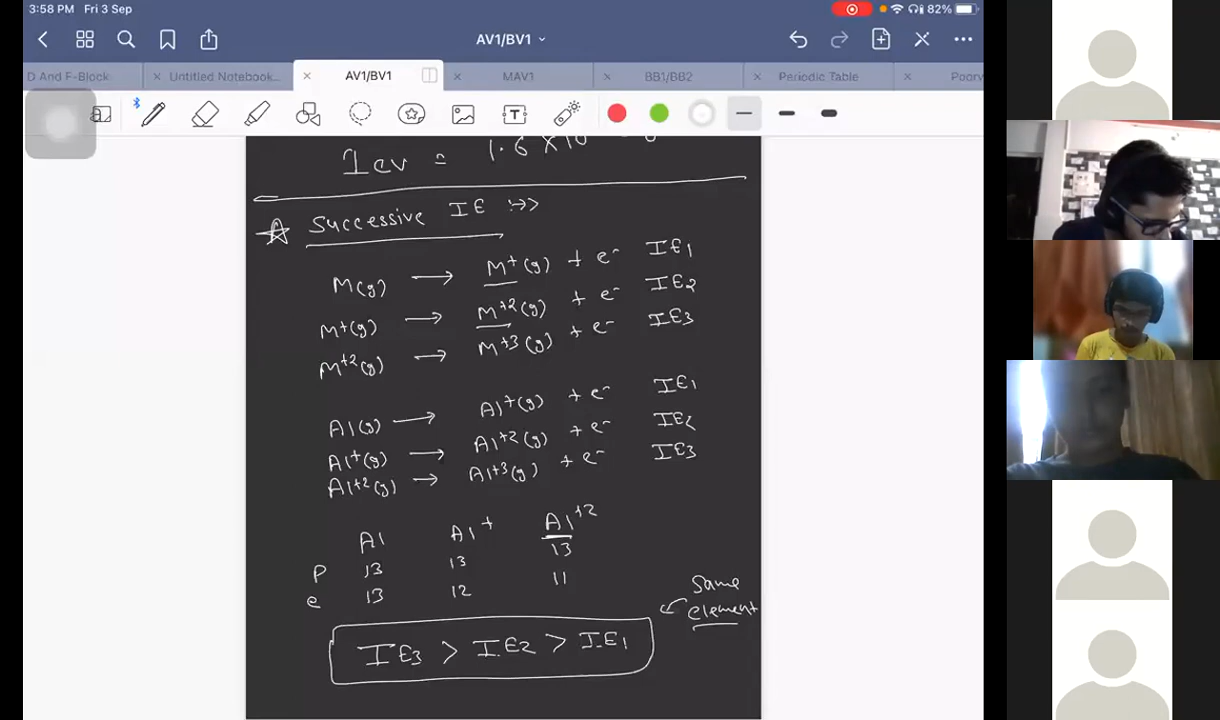 3:58 PM Fri 3 Sep
82%
AV1/BV1
D And F-Block
Untitled Notebook...
AV1/BV1
MAV1
BB1/BB2
Periodic Table
Poorv
1 ev = 1.6 X 10
Successive IE
M(g) → M+(g) + e- IE1
M+(g) → M+2(g) + e- IE2
M+2(g) → M+3(g) + e- IE3
Al(g) → Al+(g) + e- IE1
Al+(g) → Al+2(g) + e- IE2
Al+2(g) → Al+3(g) + e- IE3
Al Al+ Al+2
P 13 13 13
e 13 12 11
Same
element
IE3 > IE2 > IE1